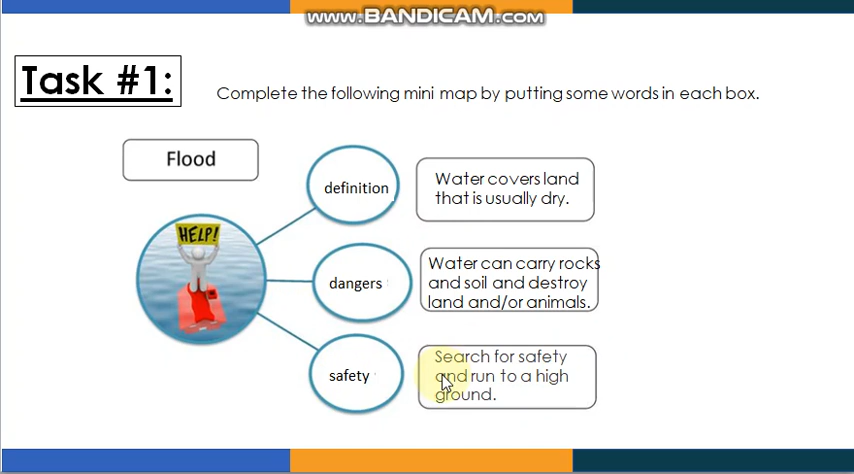 www.BANDICAM.com
Task #1:
Complete the following mini map by putting some words in each box.
Flood
definition
Water covers land
that is usually dry.
HELP!
dangers
Water can carry rocks
and soil and destroy
land and/or animals.
safety
Search for safety
and run to a high
ground.